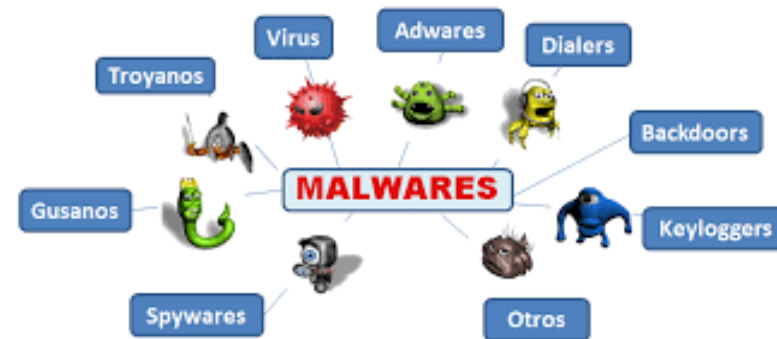 Virus
Adwares
Dialers
Troyanos
Backdoors
MALWARES
Gusanos
Keyloggers
Spywares
Otros